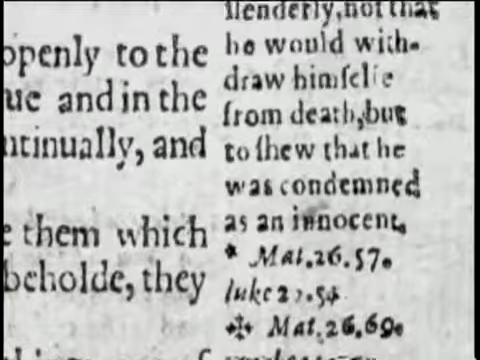 openly to the
ue and in the
ntinually, and
e them which
beholde, they
ſlenderly, not that
he would with-
draw himſelfe
from death, but
to ſhew that he
was condemned
as an innocent.
* Mat.26.57.
luke 22.54
✣ Mat.26.69.